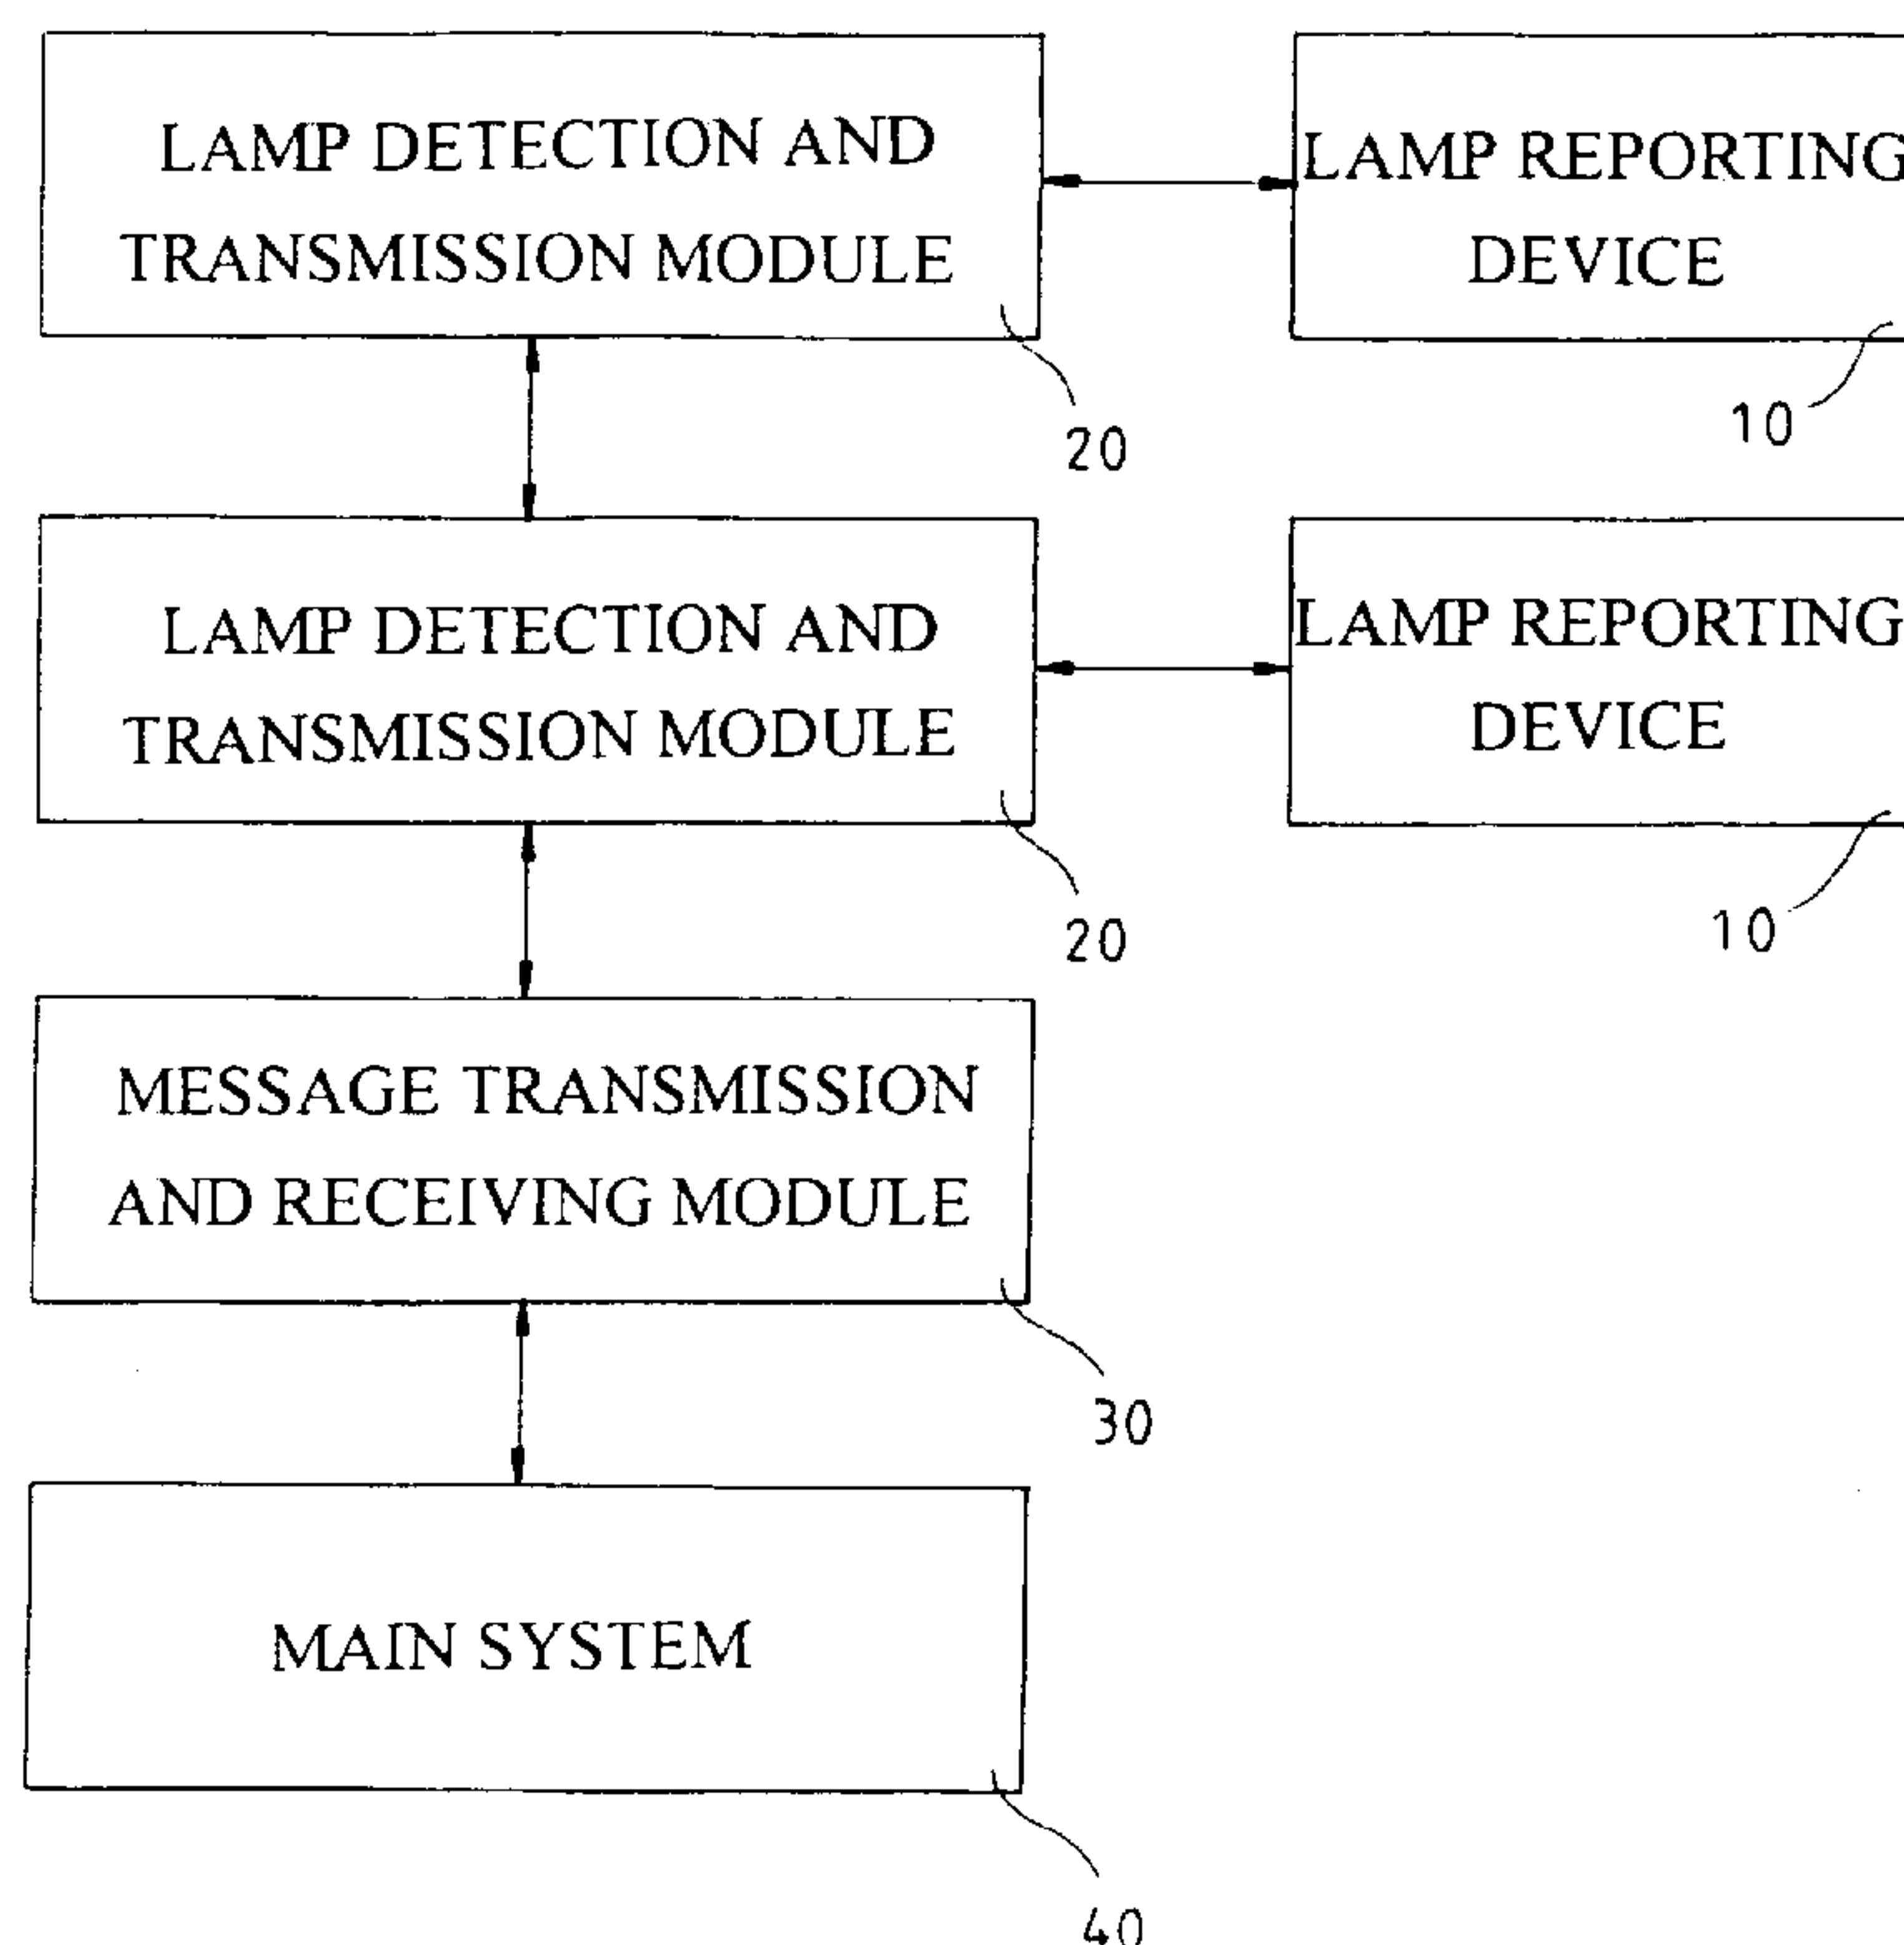 LAMP DETECTION AND
TRANSMISSION MODULE
20
LAMP REPORTING
DEVICE
10
LAMP DETECTION AND
TRANSMISSION MODULE
20
LAMP REPORTING
DEVICE
10
MESSAGE TRANSMISSION
AND RECEIVING MODULE
30
MAIN SYSTEM
40